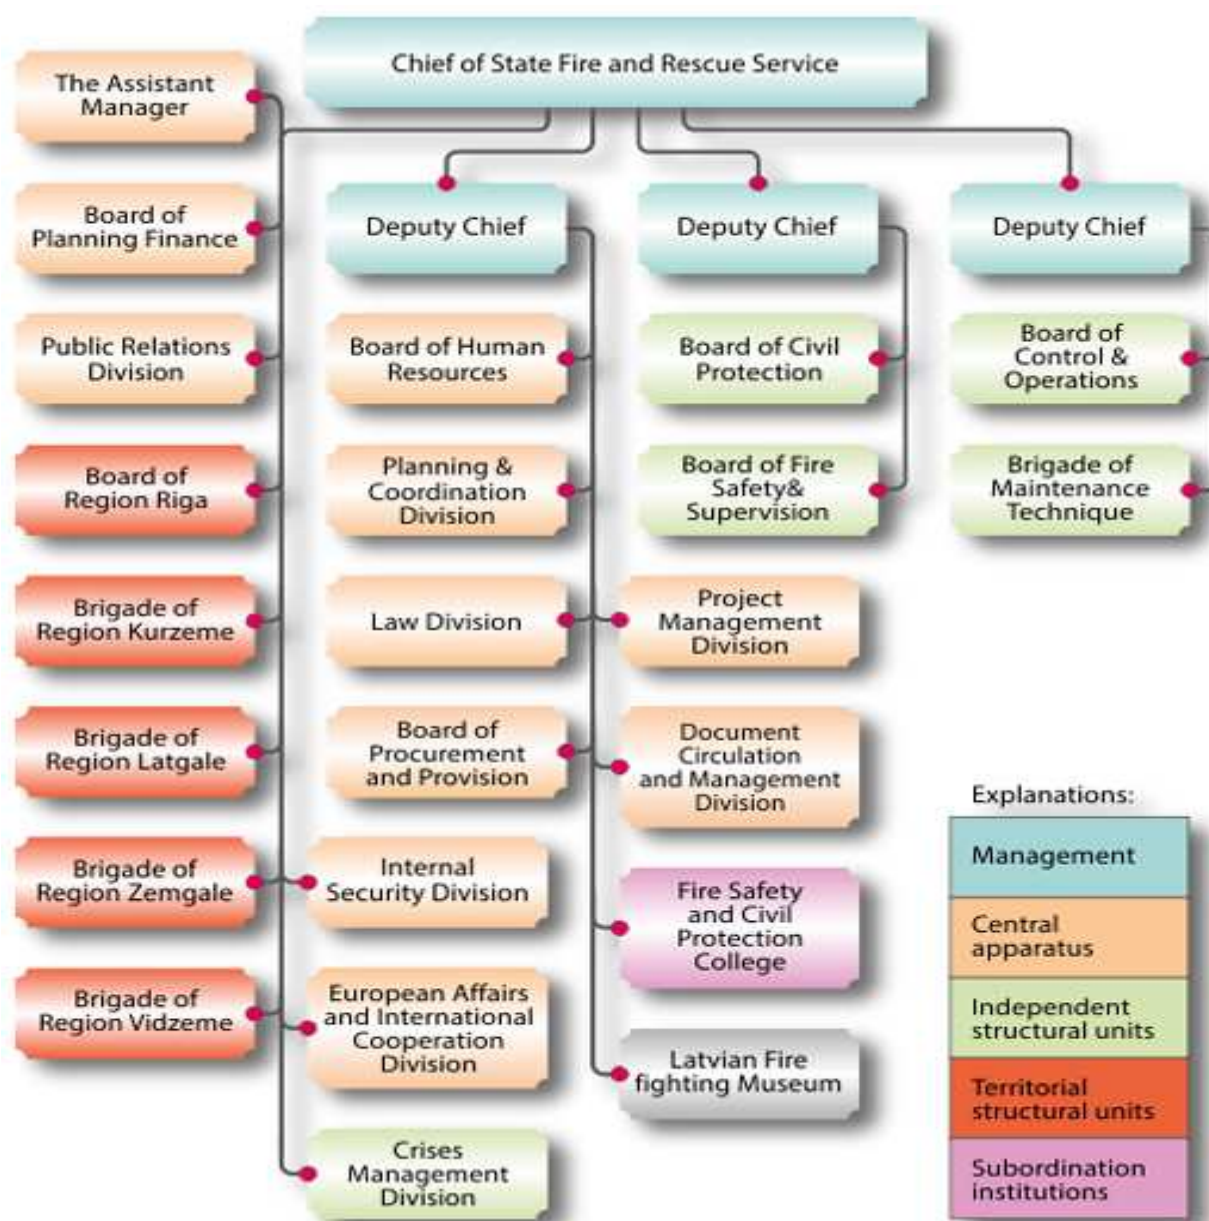 Chief of State Fire and Rescue Service
The Assistant
Manager
Board of
Planning Finance
Public Relations
Division
Board of
Region Riga
Brigade of
Region Kurzeme
Brigade of
Region Latgale
Brigade of
Region Zemgale
Brigade of
Region Vidzeme
Internal
Security Division
European Affairs
and International
Cooperation
Division
Crises
Management
Division
Deputy Chief
Board of Human
Resources
Planning &
Coordination
Division
Law Division
Board of
Procurement
and Provision
Project
Management
Division
Document
Circulation
and Management
Division
Fire Safety
and Civil
Protection
College
Latvian Fire
fighting Museum
Deputy Chief
Board of Civil
Protection
Board of Fire
Safety&
Supervision
Deputy Chief
Board of
Control &
Operations
Brigade of
Maintenance
Technique
Explanations:
Management
Central
apparatus
Independent
structural units
Territorial
structural units
Subordination
institutions